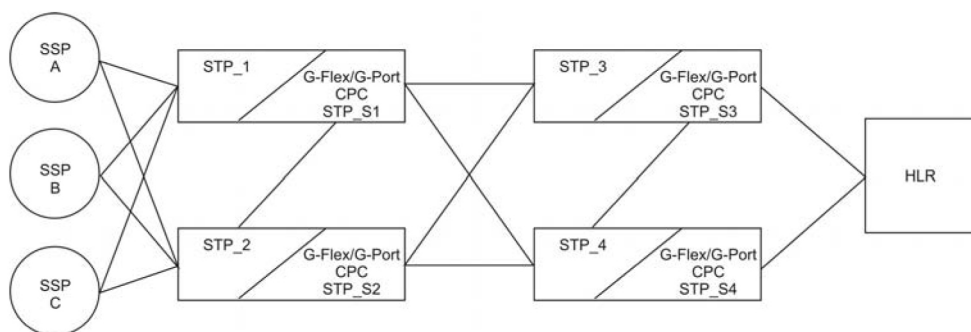 SSP
A
SSP
B
SSP
C
STP_1
G-Flex/G-Port
CPC
STP_S1
STP_2
G-Flex/G-Port
CPC
STP_S2
STP_3
G-Flex/G-Port
CPC
STP_S3
STP_4
G-Flex/G-Port
CPC
STP_S4
HLR